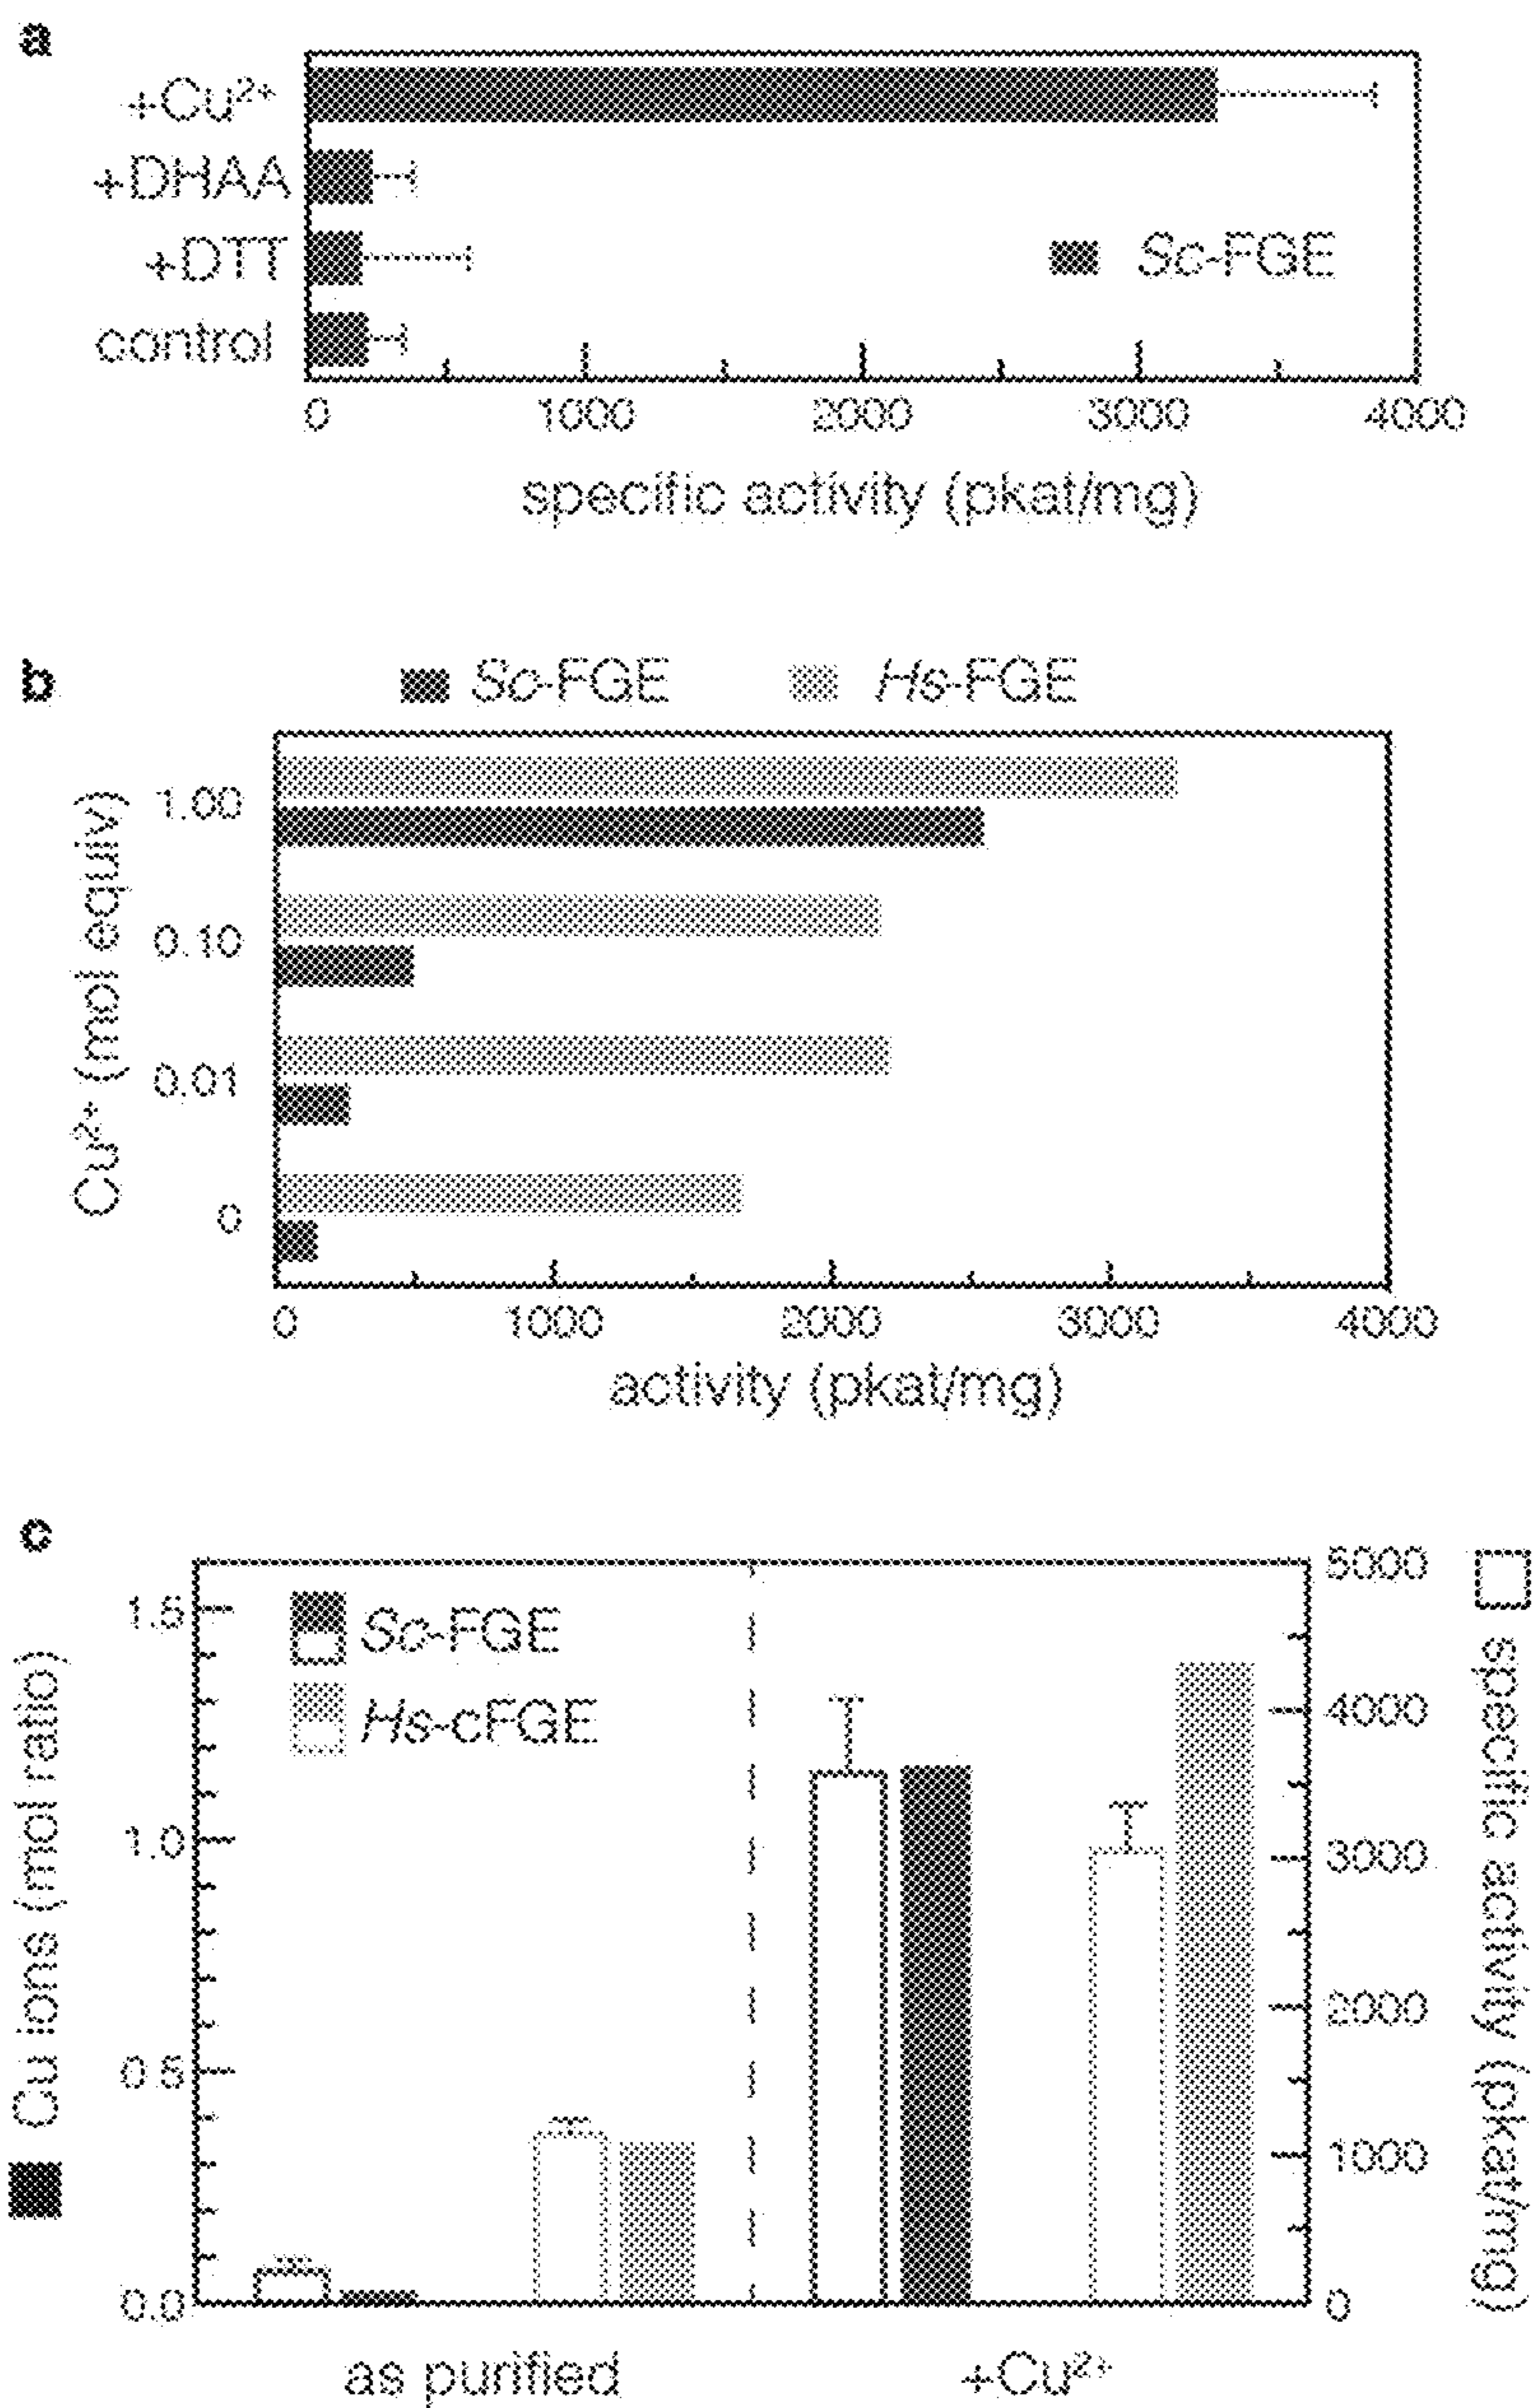 a
+Cu²⁺
+DHAA
+DTT
control
Sc-FGE
0 1000 2000 3000 4000
specific activity (pkat/mg)
b
Sc-FGE Hs-FGE
Cu²⁺ (mol equiv)
1.00
0.10
0.01
0
0 1000 2000 3000 4000
activity (pkat/mg)
c
Cu ions (mol ratio)
1.5
1.0
0.5
0.0
Sc-FGE
Hs-cFGE
5000
4000
3000
2000
1000
0
specific activity (pkat/mg)
as purified +Cu²⁺